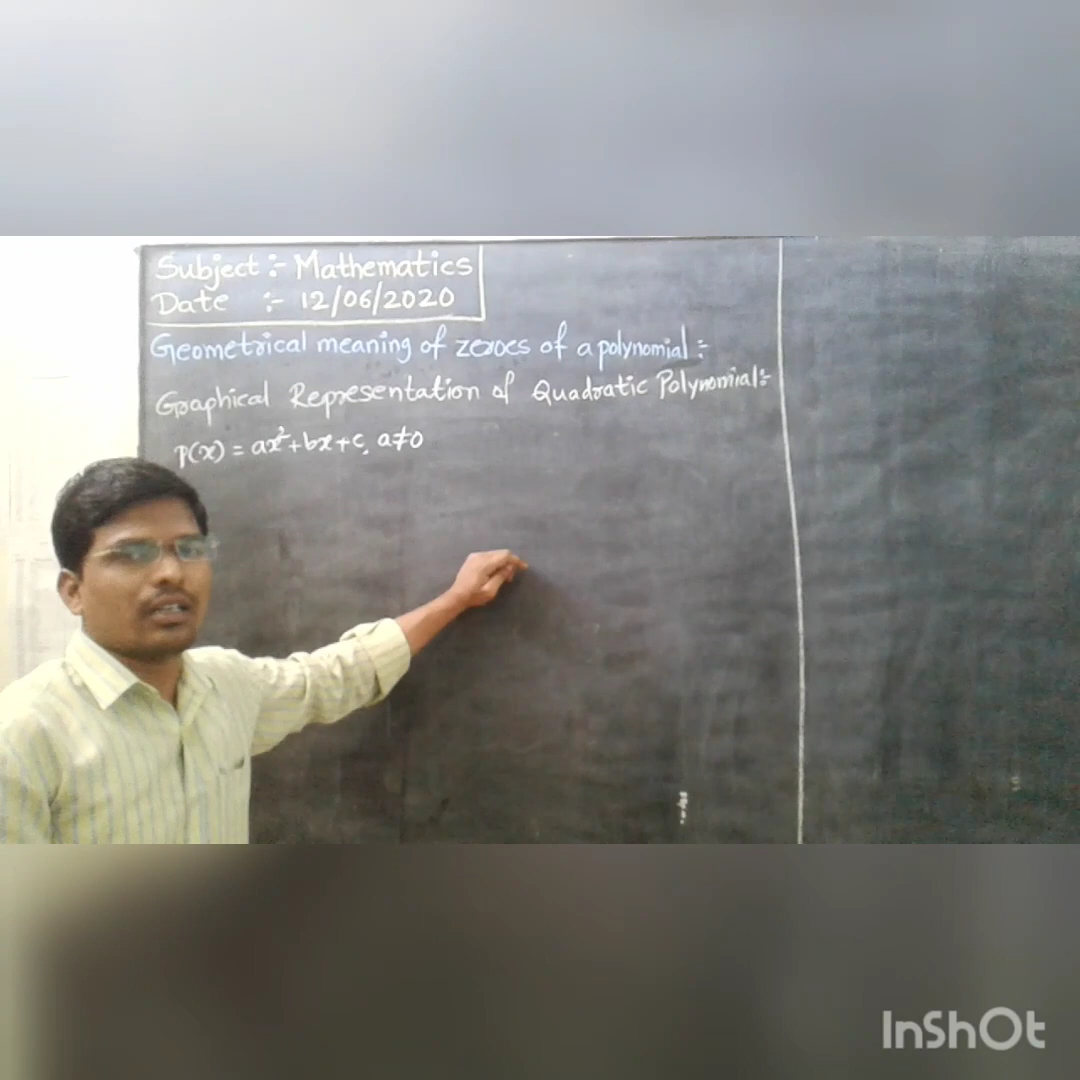 Subject :- Mathematics
Date :- 12/06/2020
Geometrical meaning of zeroes of a polynomial :-
Graphical Representation of Quadratic Polynomial:-
P(x) = ax²+bx+c, a≠0
InShOt